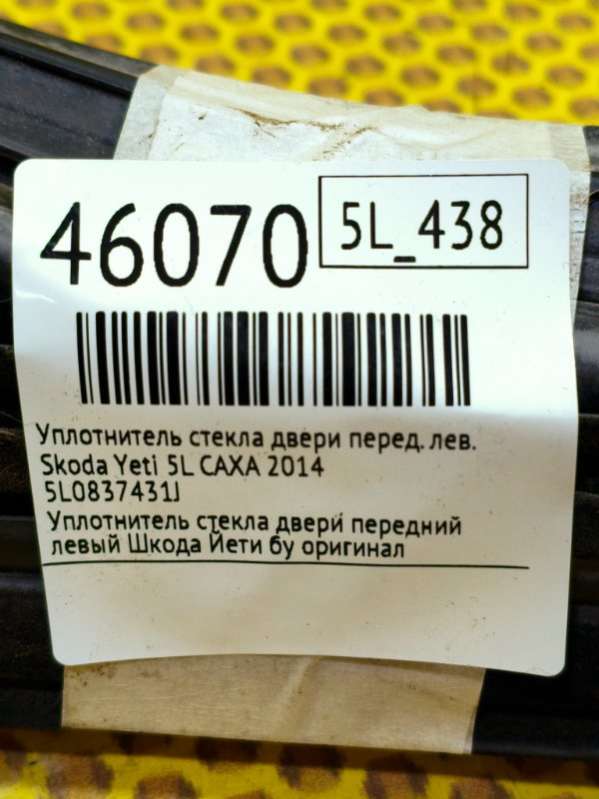 46070
5L_438
Уплотнитель стекла двери перед. лев.
Skoda Yeti 5L CAXA 2014
5L0837431J
Уплотнитель стекла двери передний
левый Шкода Йети бу оригинал